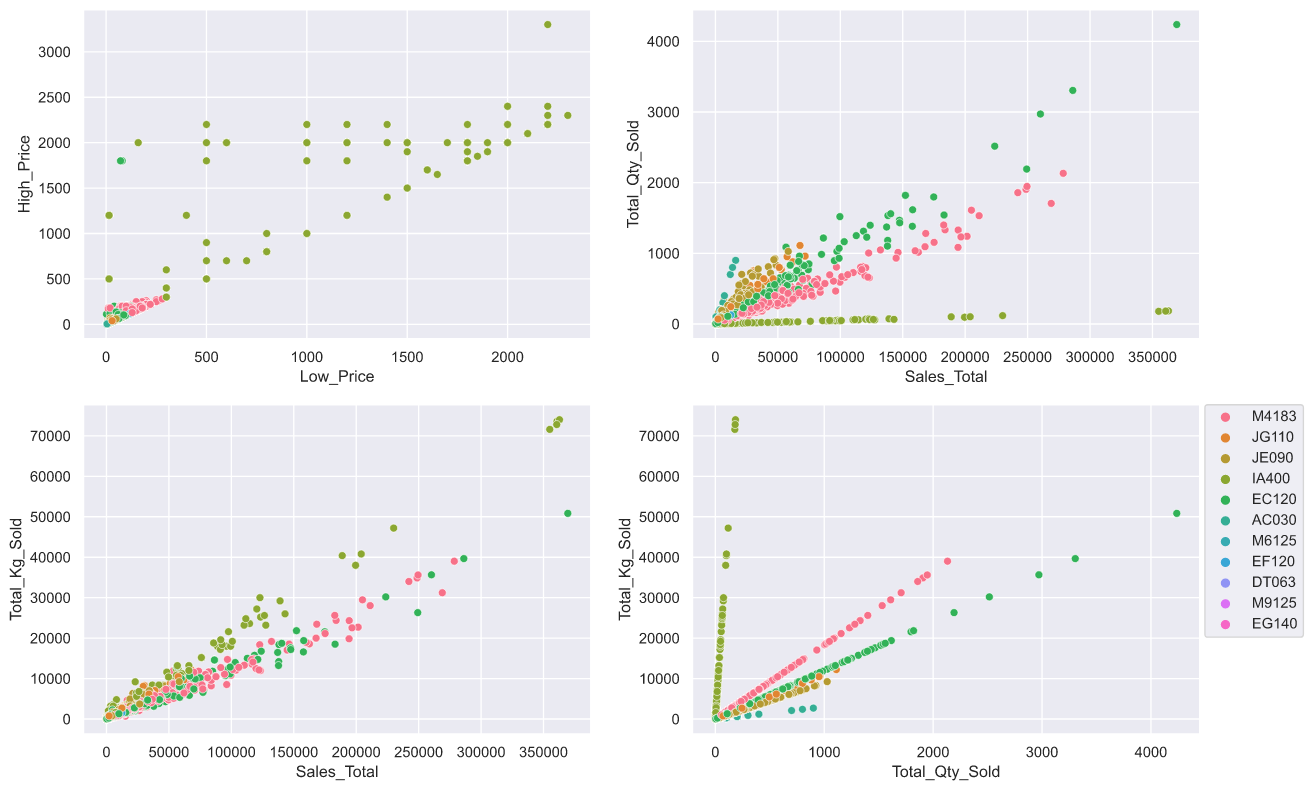 High_Price
3000
2500
2000
1500
1000
500
0
0 500 1000 1500 2000
Low_Price
Total_Qty_Sold
4000
3000
2000
1000
0
0 50000 100000 150000 200000 250000 300000 350000
Sales_Total
Total_Kg_Sold
70000
60000
50000
40000
30000
20000
10000
0
0 50000 100000 150000 200000 250000 300000 350000
Sales_Total
Total_Kg_Sold
70000
60000
50000
40000
30000
20000
10000
0
0 1000 2000 3000 4000
Total_Qty_Sold
M4183
JG110
JE090
IA400
EC120
AC030
M6125
EF120
DT063
M9125
EG140